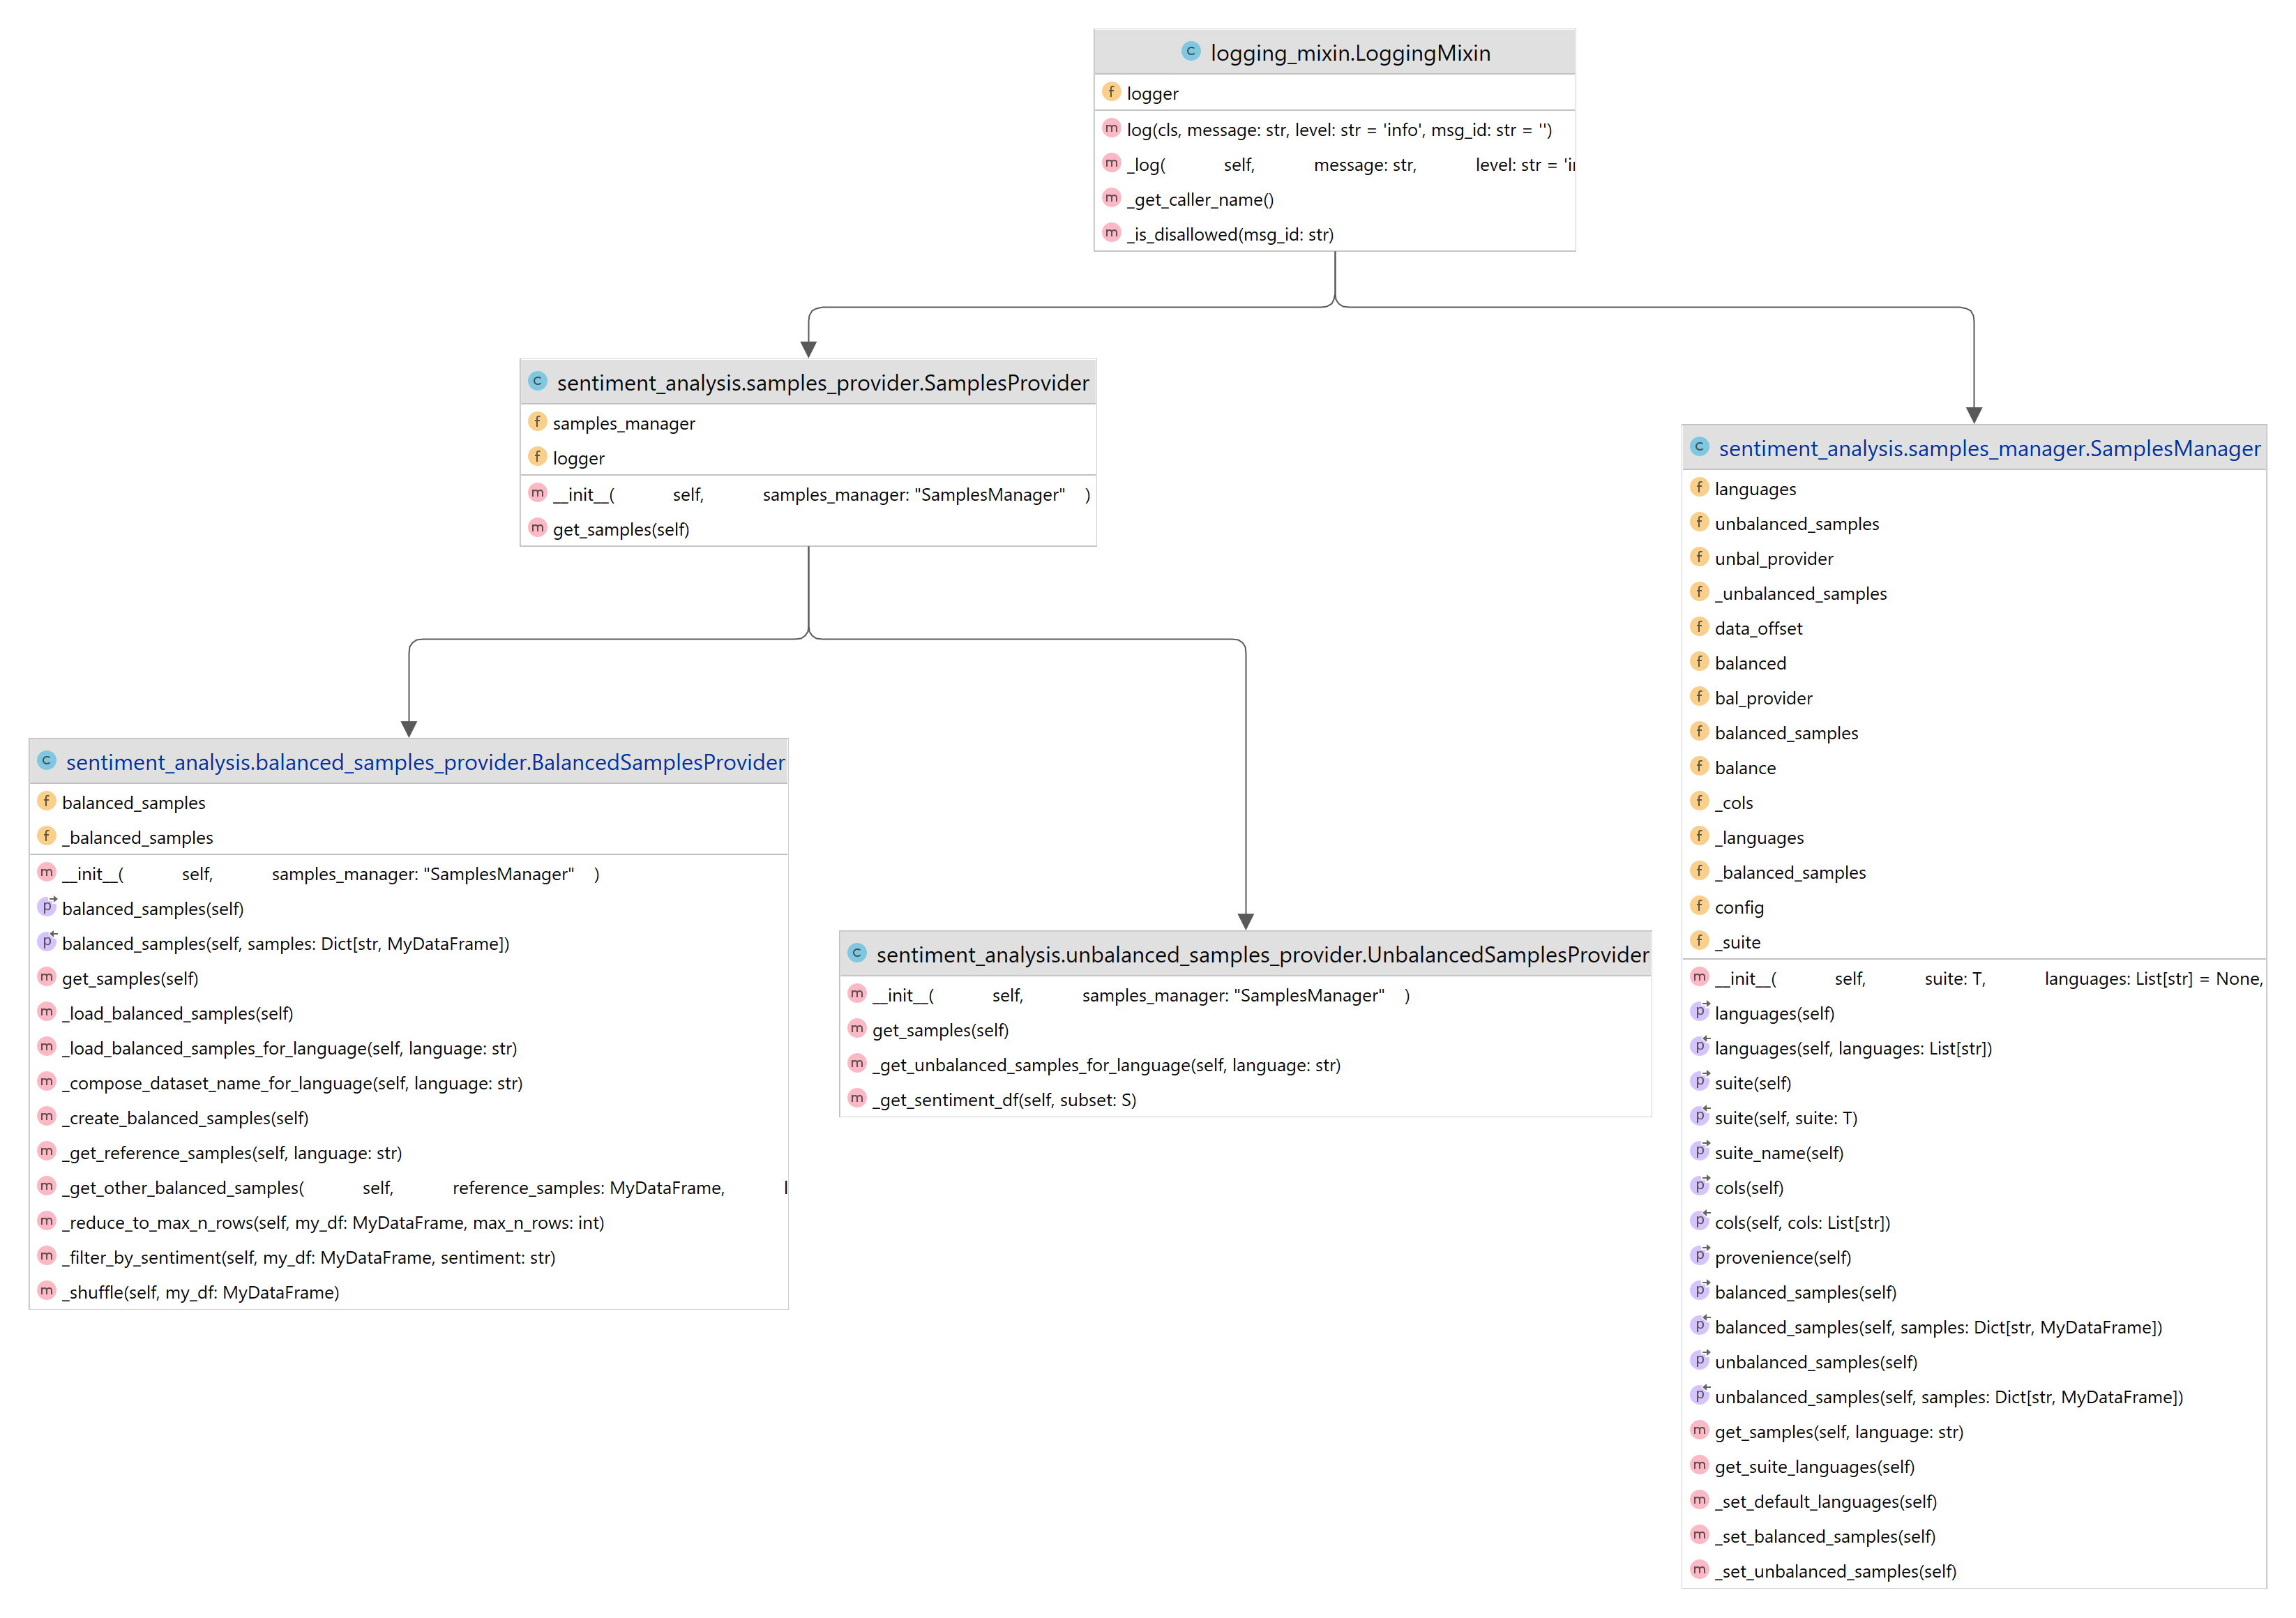 logging_mixin.LoggingMixin
logger
log(cls, message: str, level: str = 'info', msg_id: str = '')
_log( self, message: str, level: str = 'i
_get_caller_name()
_is_disallowed(msg_id: str)
sentiment_analysis.samples_provider.SamplesProvider
samples_manager
logger
__init__( self, samples_manager: "SamplesManager" )
get_samples(self)
sentiment_analysis.balanced_samples_provider.BalancedSamplesProvider
balanced_samples
_balanced_samples
__init__( self, samples_manager: "SamplesManager" )
balanced_samples(self)
balanced_samples(self, samples: Dict[str, MyDataFrame])
get_samples(self)
_load_balanced_samples(self)
_load_balanced_samples_for_language(self, language: str)
_compose_dataset_name_for_language(self, language: str)
_create_balanced_samples(self)
_get_reference_samples(self, language: str)
_get_other_balanced_samples( self, reference_samples: MyDataFrame, l
_reduce_to_max_n_rows(self, my_df: MyDataFrame, max_n_rows: int)
_filter_by_sentiment(self, my_df: MyDataFrame, sentiment: str)
_shuffle(self, my_df: MyDataFrame)
sentiment_analysis.unbalanced_samples_provider.UnbalancedSamplesProvider
__init__( self, samples_manager: "SamplesManager" )
get_samples(self)
_get_unbalanced_samples_for_language(self, language: str)
_get_sentiment_df(self, subset: S)
sentiment_analysis.samples_manager.SamplesManager
languages
unbalanced_samples
unbal_provider
_unbalanced_samples
data_offset
balanced
bal_provider
balanced_samples
balance
_cols
_languages
_balanced_samples
config
_suite
__init__( self, suite: T, languages: List[str] = None,
languages(self)
languages(self, languages: List[str])
suite(self)
suite(self, suite: T)
suite_name(self)
cols(self)
cols(self, cols: List[str])
provenience(self)
balanced_samples(self)
balanced_samples(self, samples: Dict[str, MyDataFrame])
unbalanced_samples(self)
unbalanced_samples(self, samples: Dict[str, MyDataFrame])
get_samples(self, language: str)
get_suite_languages(self)
_set_default_languages(self)
_set_balanced_samples(self)
_set_unbalanced_samples(self)